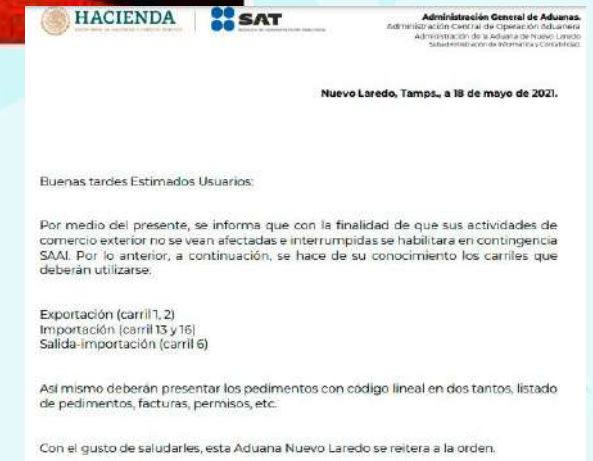 HACIENDA
SAT
Administración General de Aduanas.
Administración Central de Operación Aduanera
Administración de la Aduana de Nuevo Laredo
Subadministración de Informática y Contabilidad
Nuevo Laredo, Tamps., a 18 de mayo de 2021.
Buenas tardes Estimados Usuarios:
Por medio del presente, se informa que con la finalidad de que sus actividades de
comercio exterior no se vean afectadas e interrumpidas se habilitara en contingencia
SAAI. Por lo anterior, a continuación, se hace de su conocimiento los carriles que
deberán utilizarse:
Exportación (carril 1, 2)
Importación (carril 13 y 16)
Salida-importación (carril 6)
Así mismo deberán presentar los pedimentos con código lineal en dos tantos, listado
de pedimentos, facturas, permisos, etc.
Con el gusto de saludarles, esta Aduana Nuevo Laredo se reitera a la orden.